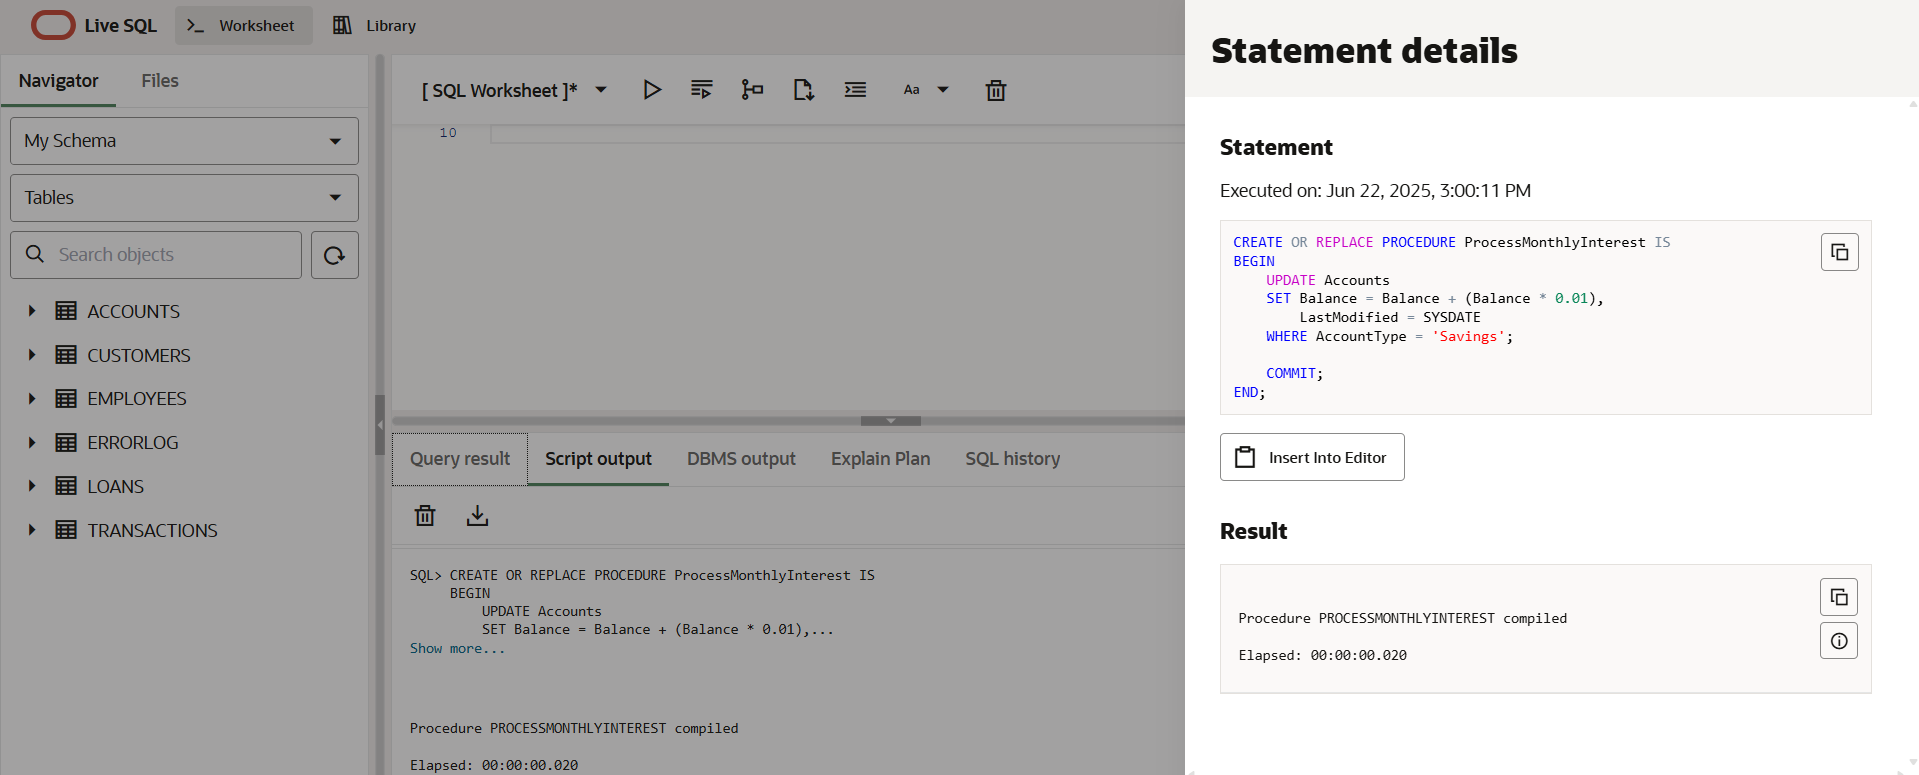 Live SQL
Worksheet
Library
Navigator
Files
My Schema
Tables
Search objects
ACCOUNTS
CUSTOMERS
EMPLOYEES
ERRORLOG
LOANS
TRANSACTIONS
[ SQL Worksheet ]*
Aa
10
Query result
Script output
DBMS output
Explain Plan
SQL history
SQL> CREATE OR REPLACE PROCEDURE ProcessMonthlyInterest IS
     BEGIN
         UPDATE Accounts
         SET Balance = Balance + (Balance * 0.01),...
Show more...
Procedure PROCESSMONTHLYINTEREST compiled
Elapsed: 00:00:00.020
Statement details
Statement
Executed on: Jun 22, 2025, 3:00:11 PM
CREATE OR REPLACE PROCEDURE ProcessMonthlyInterest IS
BEGIN
    UPDATE Accounts
    SET Balance = Balance + (Balance * 0.01),
        LastModified = SYSDATE
    WHERE AccountType = 'Savings';
    COMMIT;
END;
Insert Into Editor
Result
Procedure PROCESSMONTHLYINTEREST compiled
Elapsed: 00:00:00.020